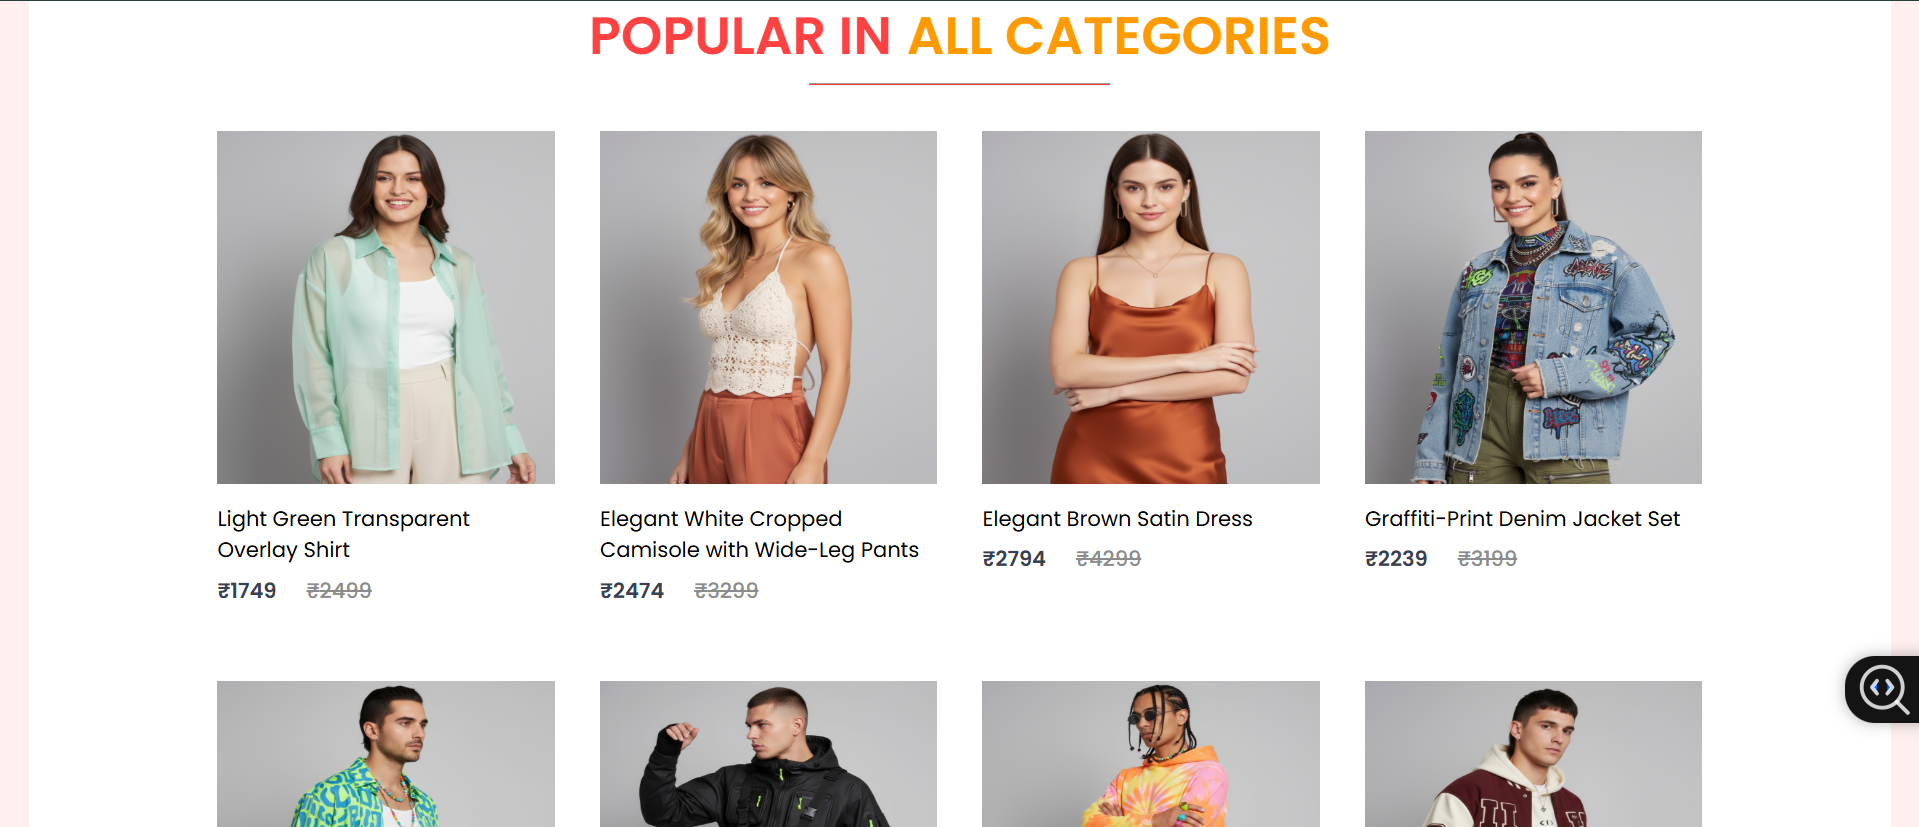 POPULAR IN ALL CATEGORIES
Light Green Transparent
Overlay Shirt
₹1749 ₹2499
Elegant White Cropped
Camisole with Wide-Leg Pants
₹2474 ₹3299
Elegant Brown Satin Dress
₹2794 ₹4299
Graffiti-Print Denim Jacket Set
₹2239 ₹3199